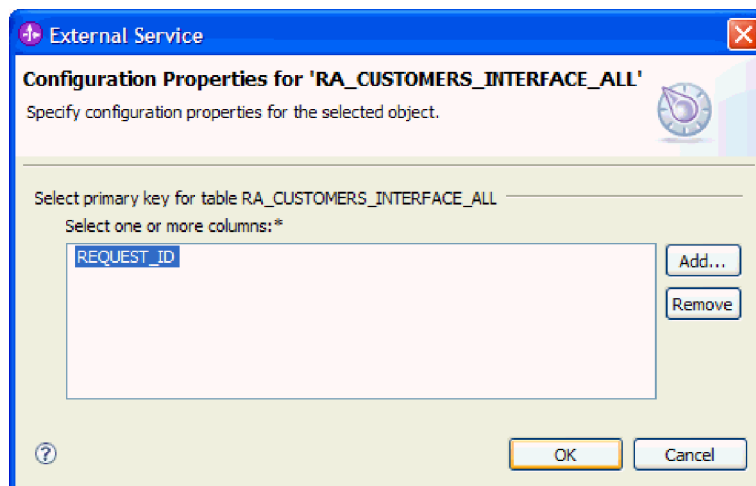 External Service
Configuration Properties for 'RA_CUSTOMERS_INTERFACE_ALL'
Specify configuration properties for the selected object.
Select primary key for table RA_CUSTOMERS_INTERFACE_ALL
Select one or more columns:*
REQUEST_ID
Add...
Remove
?
OK
Cancel